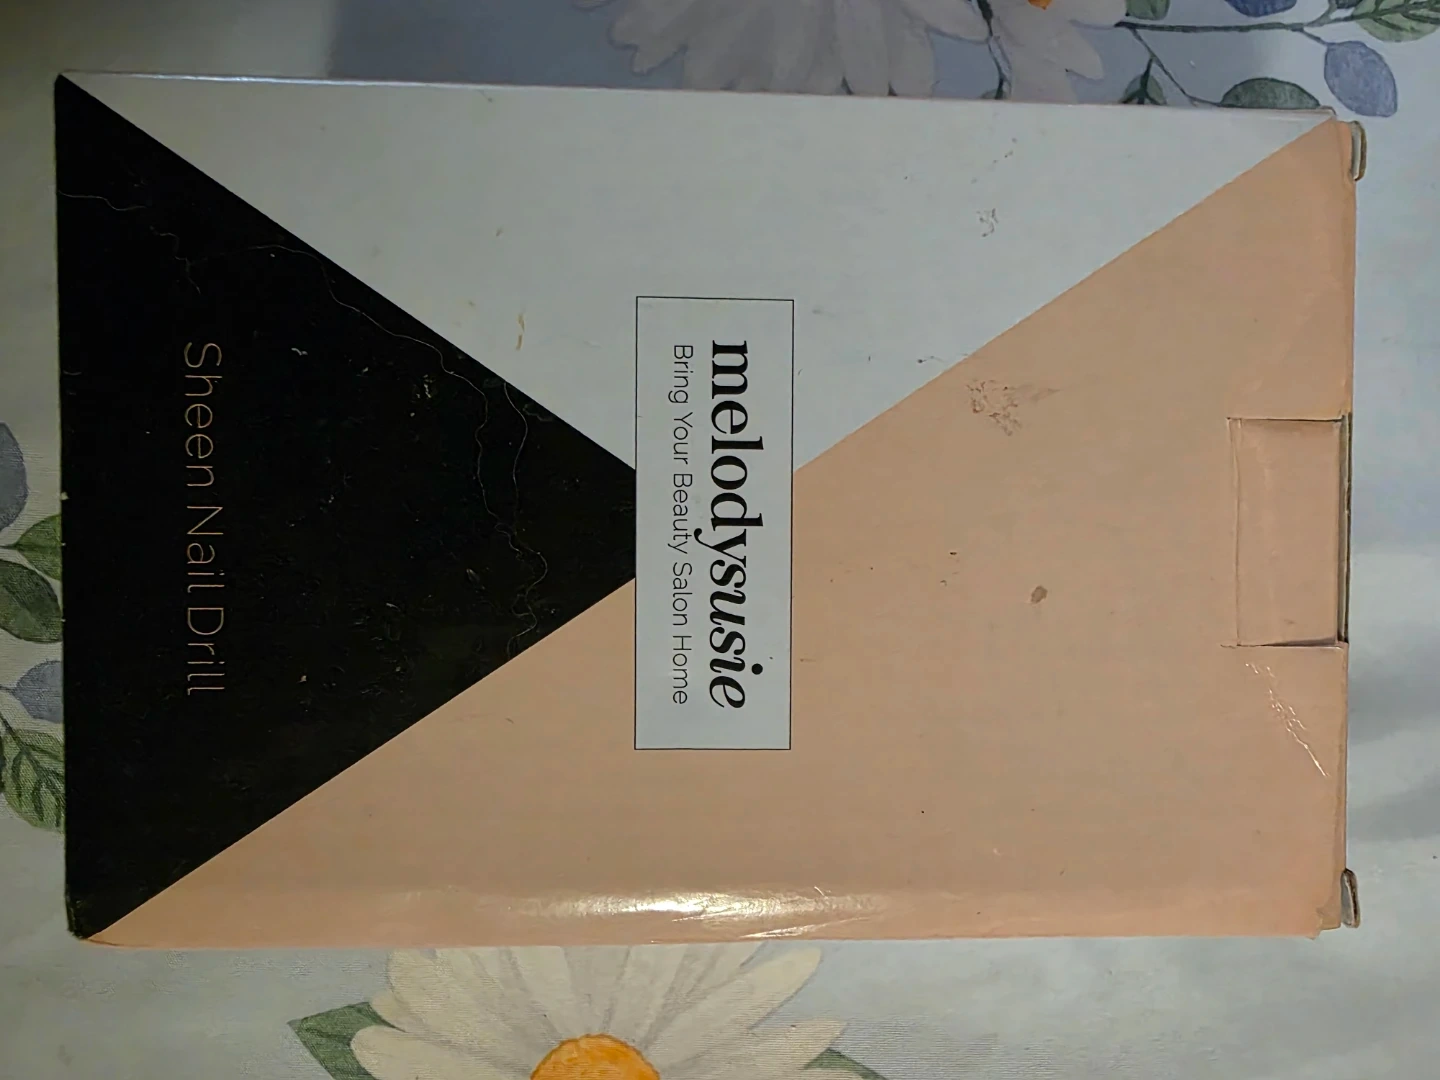 melodysusie
Bring Your Beauty Salon Home
Sheen Nail Drill